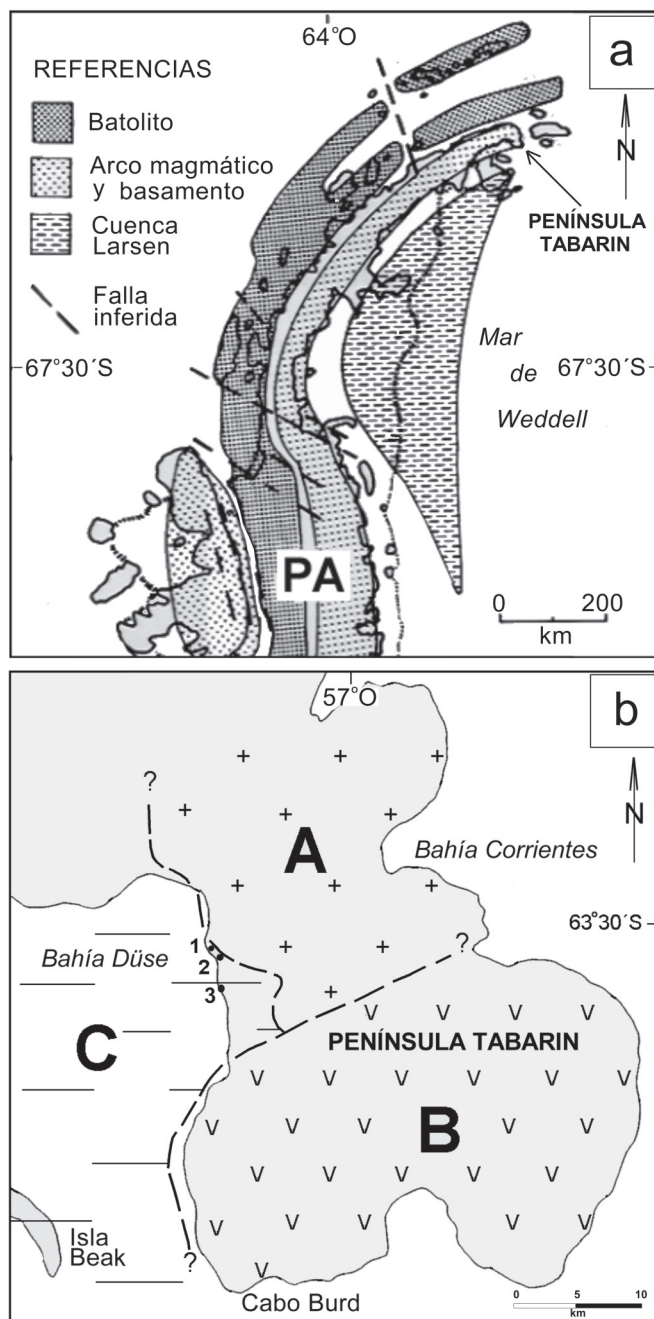 64°O
a
REFERENCIAS
Batolito
Arco magmático
y basamento
Cuenca
Larsen
Falla
inferida
N
PENÍNSULA
TABARIN
67°30´S
Mar
de
Weddell
67°30´S
PA
0 200
km
57°O
b
?
N
A
Bahía Corrientes
63°30´S
?
1
Bahía Düse
2
3
C
PENÍNSULA TABARIN
B
Isla
Beak
?
Cabo Burd
0 5 10
km